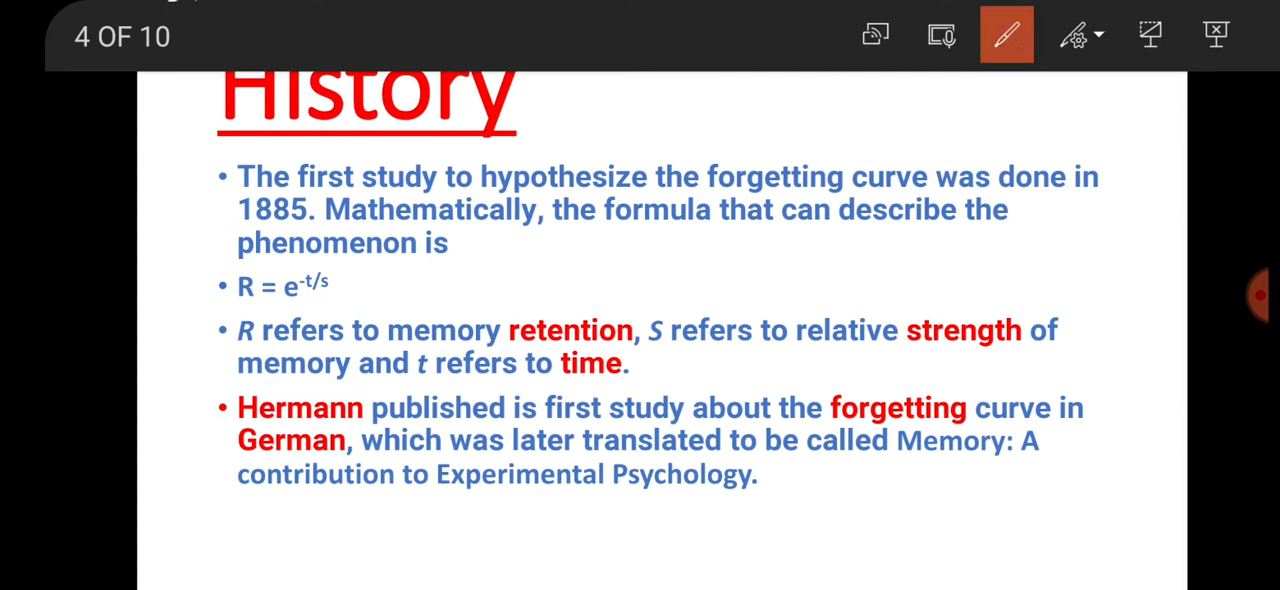 4 OF 10
History
• The first study to hypothesize the forgetting curve was done in
1885. Mathematically, the formula that can describe the
phenomenon is
• R = e-t/s
• R refers to memory retention, S refers to relative strength of
memory and t refers to time.
• Hermann published is first study about the forgetting curve in
German, which was later translated to be called Memory: A
contribution to Experimental Psychology.